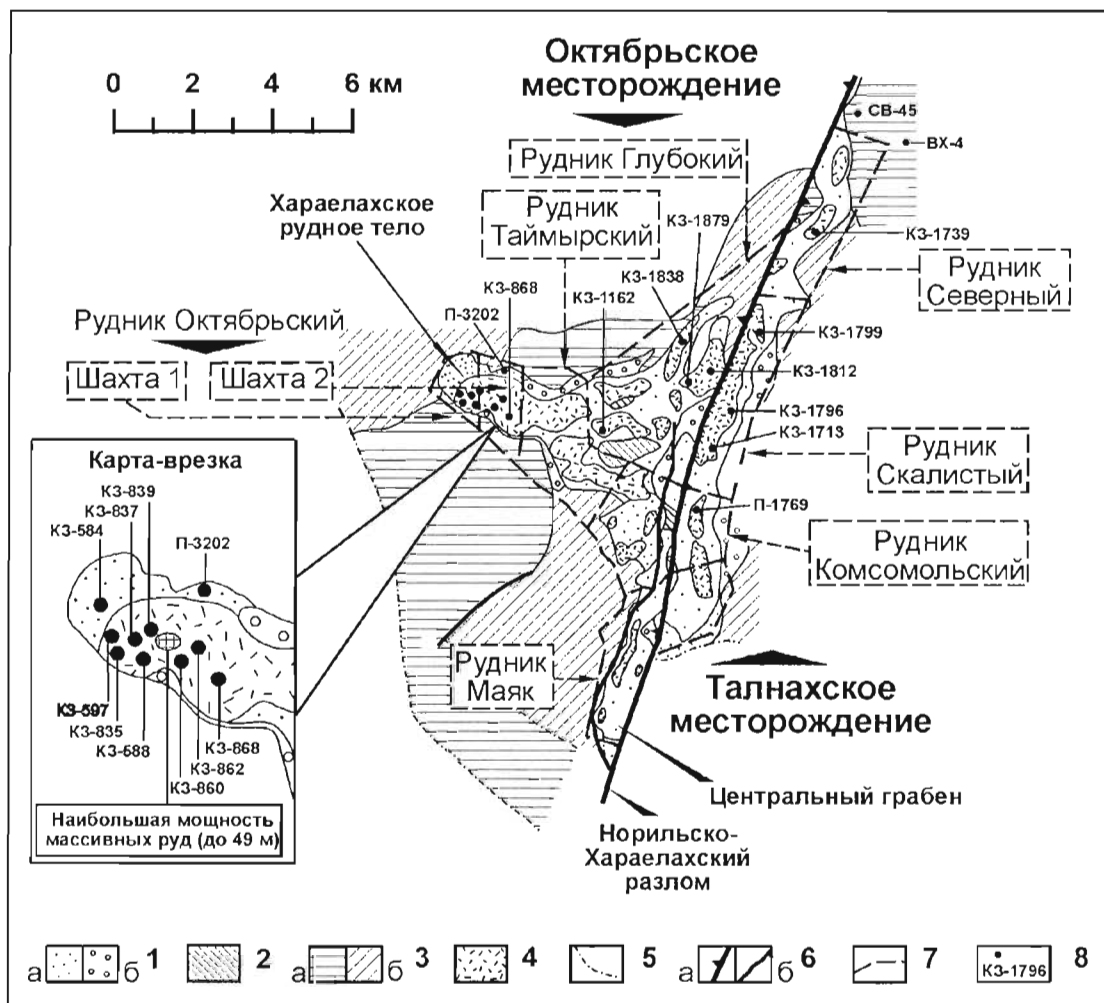 Октябрьское
месторождение
0 2 4 6 км
СВ-45
ВХ-4
Рудник Глубокий
Хараелахское
рудное тело
Рудник
Таймырский
КЗ-1879
КЗ-1739
КЗ-1838
Рудник
Северный
КЗ-868
КЗ-1162
П-3202
Рудник Октябрьский
КЗ-1799
Шахта 1
Шахта 2
КЗ-1812
КЗ-1796
КЗ-1713
Рудник
Скалистый
П-1769
Рудник
Комсомольский
Карта-врезка
КЗ-839
КЗ-837
КЗ-584
П-3202
КЗ-597
КЗ-835
КЗ-588
КЗ-868
КЗ-862
КЗ-860
Наибольшая мощность
массивных руд (до 49 м)
Рудник
Маяк
Талнахское
месторождение
Центральный грабен
Норильско-
Хараелахский
разлом
а б 1 2 а б 3 4 5 а б 6 7 КЗ-1796 8